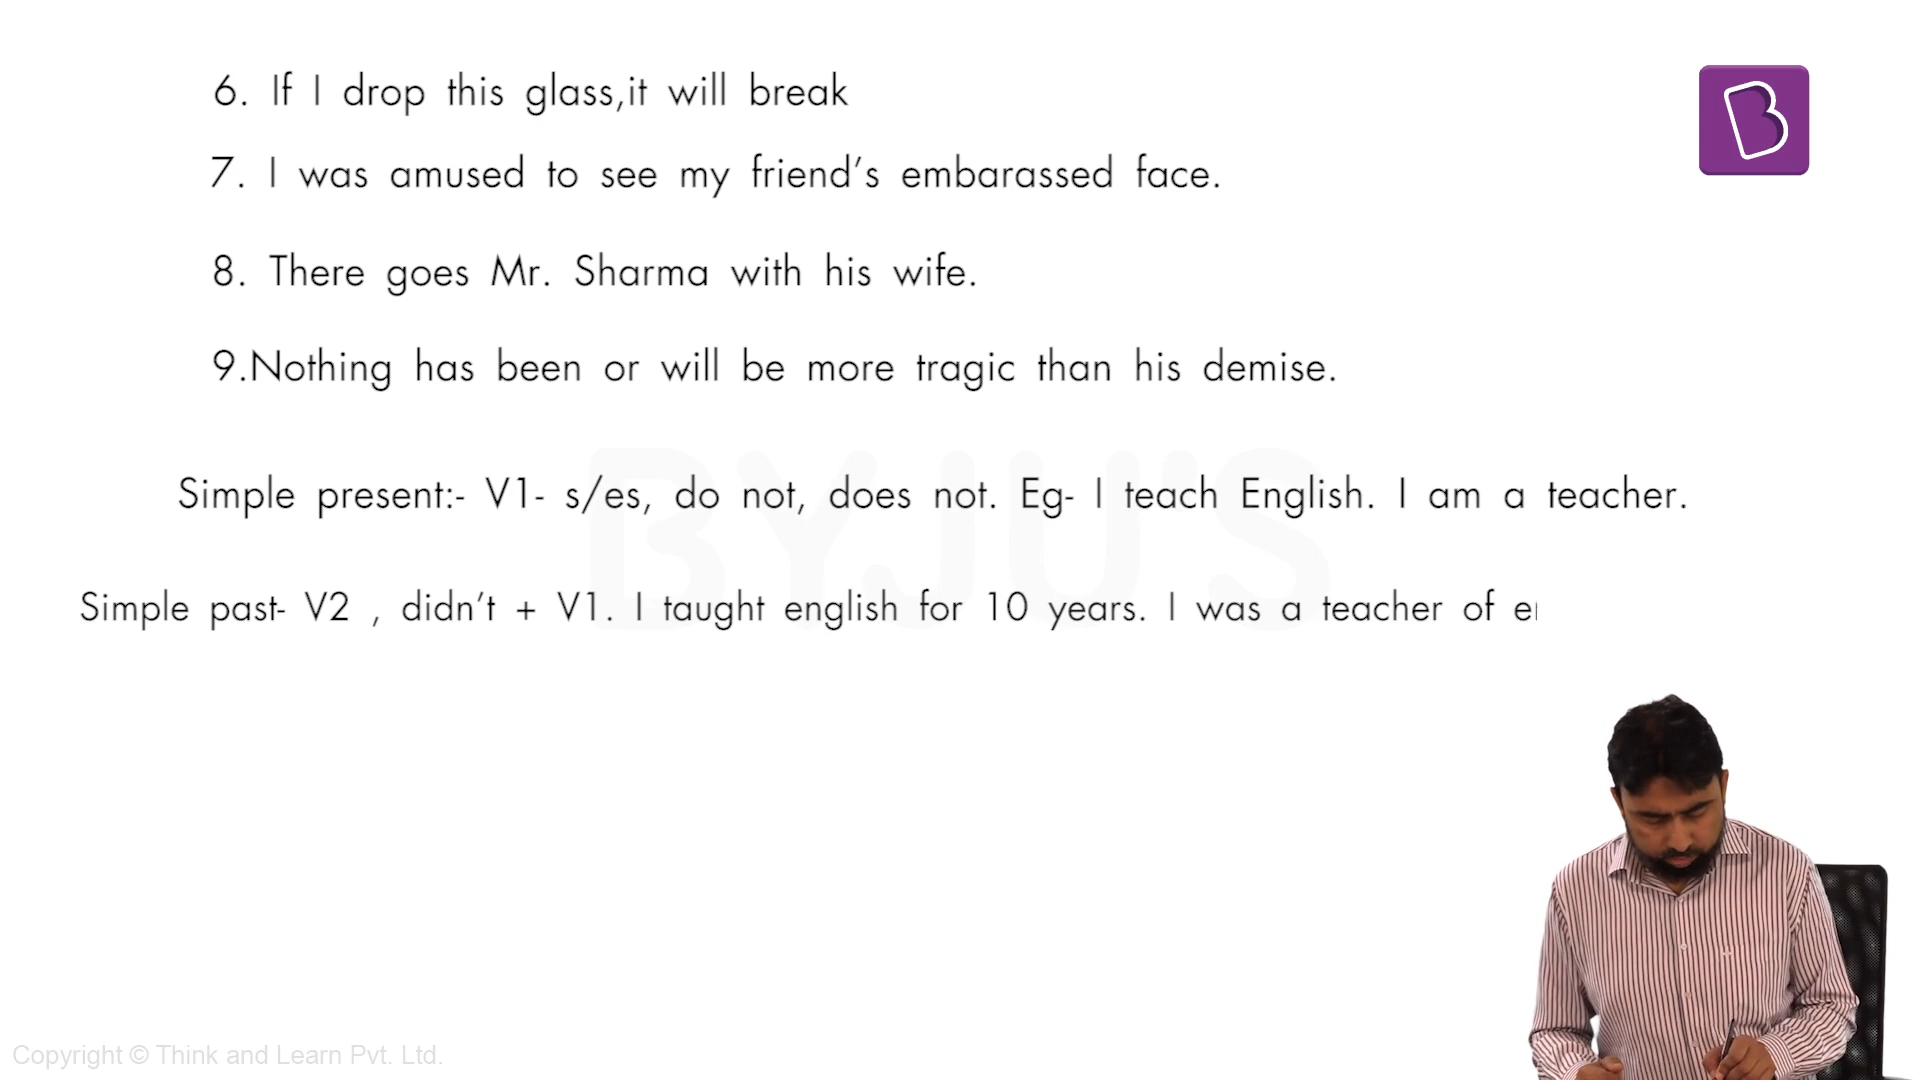 6. If I drop this glass,it will break
7. I was amused to see my friend's embarassed face.
8. There goes Mr. Sharma with his wife.
9.Nothing has been or will be more tragic than his demise.
Simple present:- V1- s/es, do not, does not. Eg- I teach English. I am a teacher.
Simple past- V2 , didn't + V1. I taught english for 10 years. I was a teacher of
BYJU'S
Copyright © Think and Learn Pvt. Ltd.